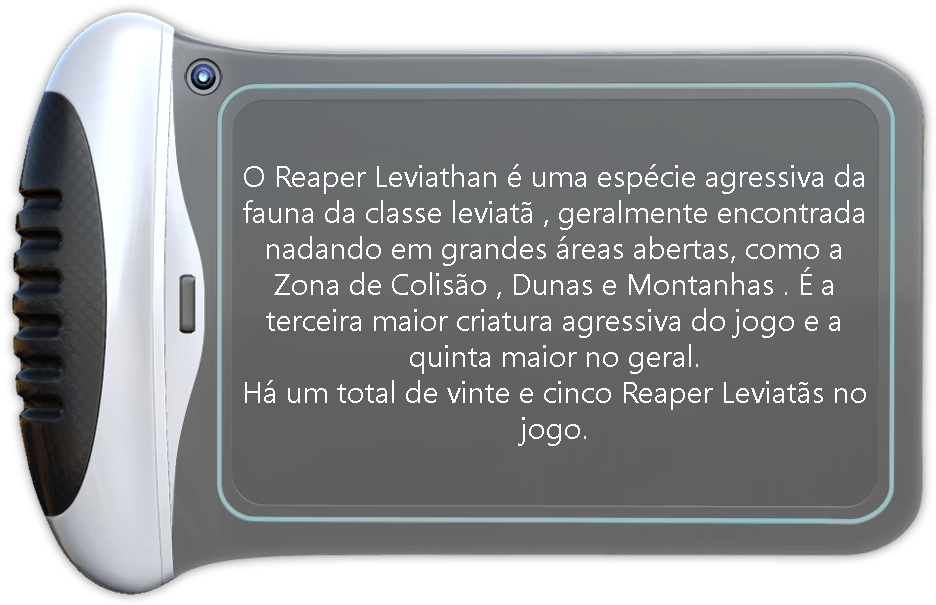 O Reaper Leviathan é uma espécie agressiva da
fauna da classe leviatã , geralmente encontrada
nadando em grandes áreas abertas, como a
Zona de Colisão , Dunas e Montanhas . É a
terceira maior criatura agressiva do jogo e a
quinta maior no geral.
Há um total de vinte e cinco Reaper Leviatãs no
jogo.